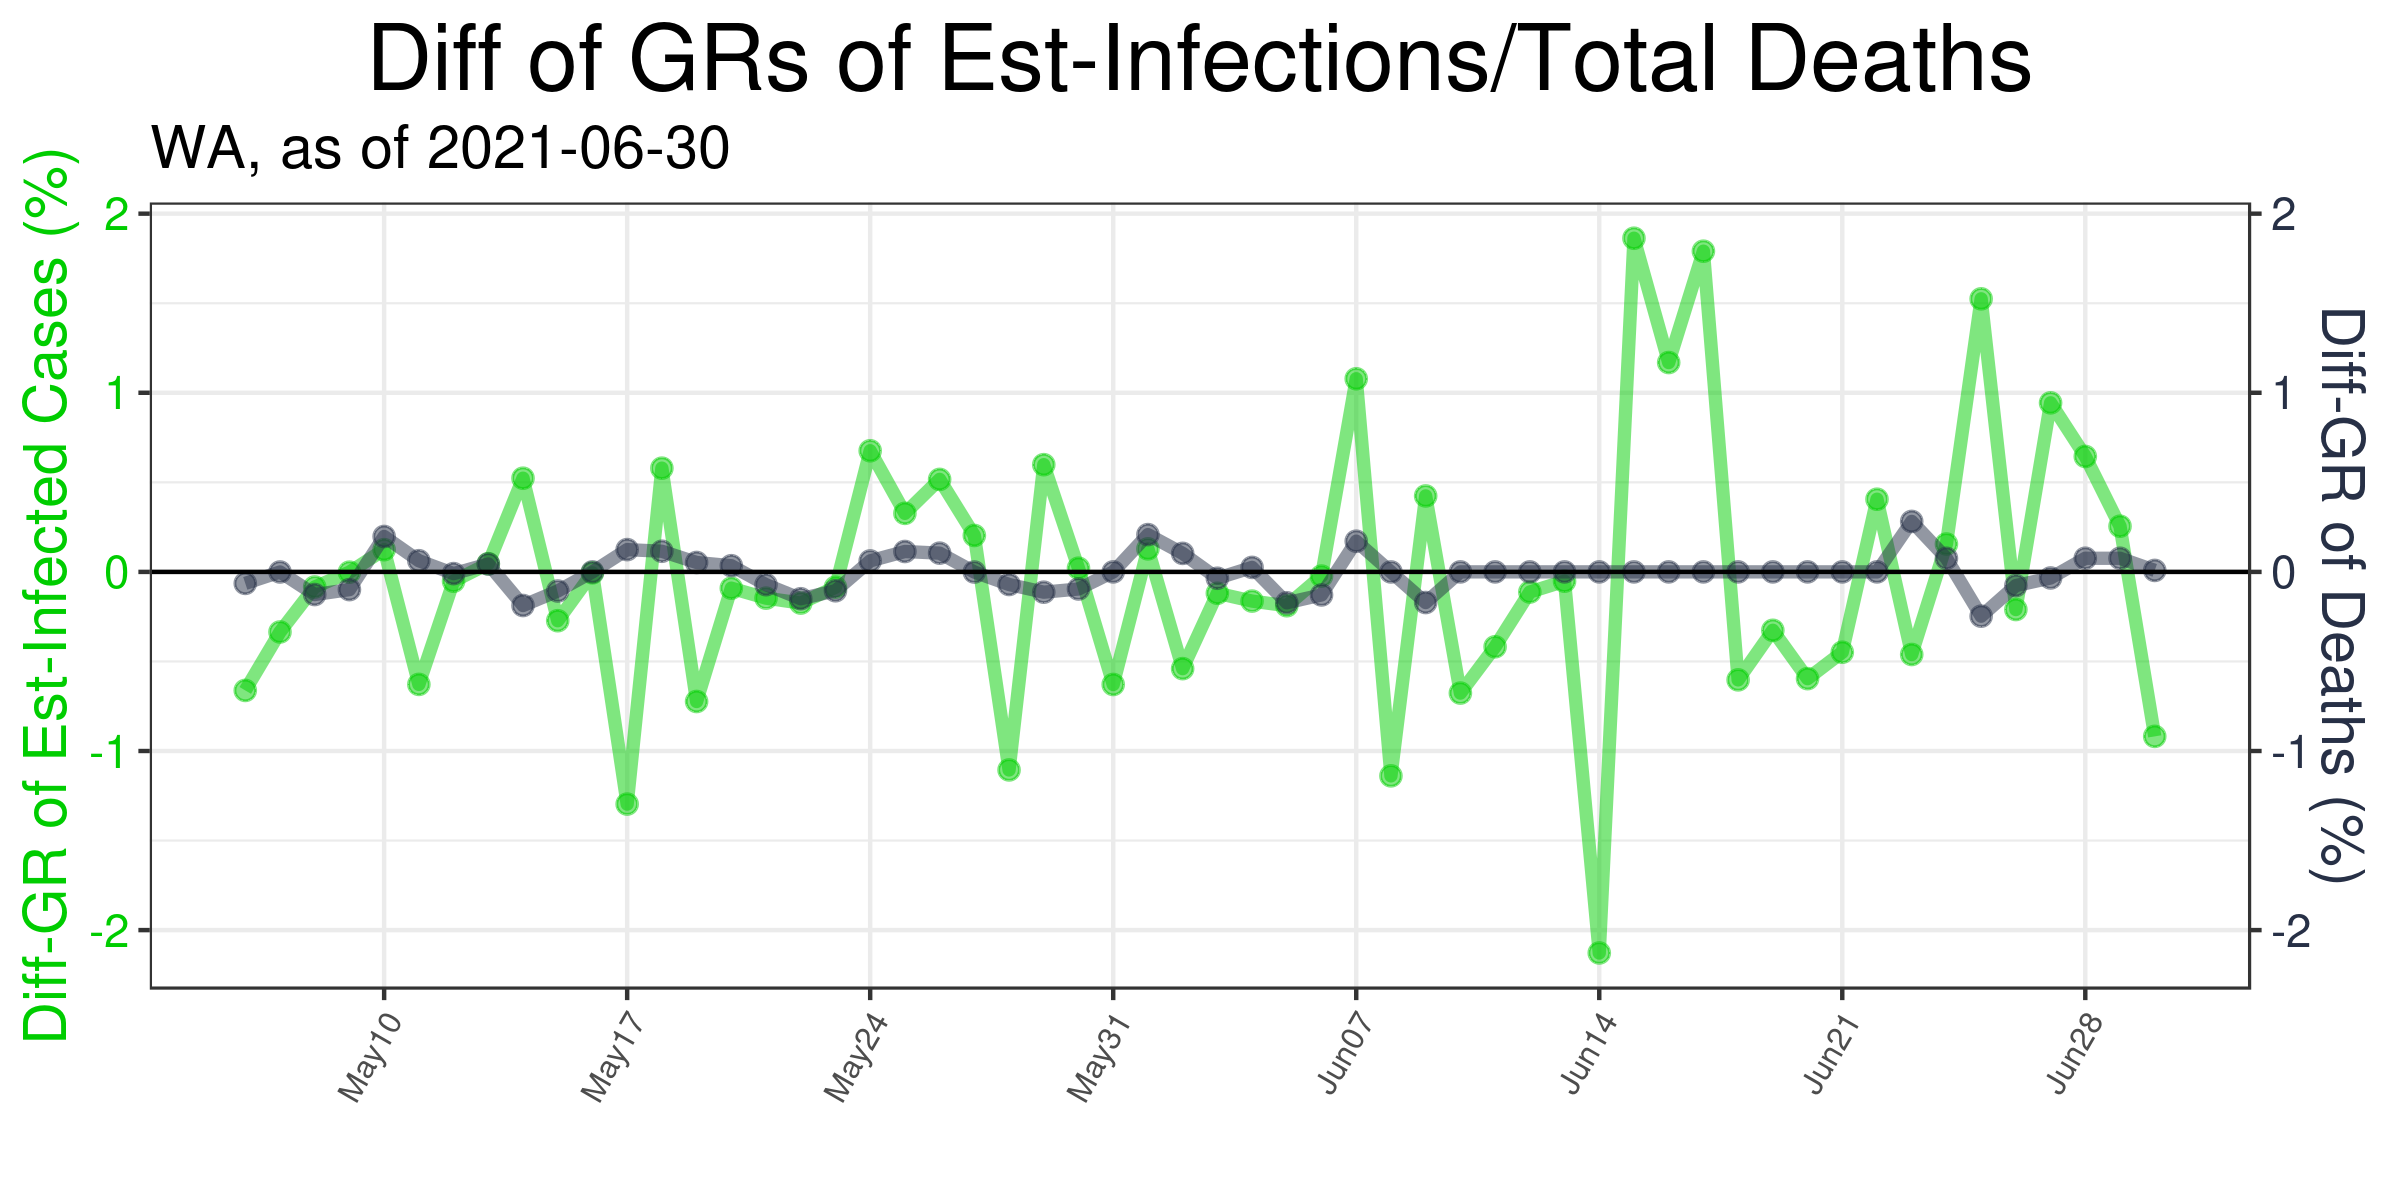 Diff of GRs of Est-Infections/Total Deaths
WA, as of 2021-06-30
Diff-GR of Est-Infected Cases (%)
2
1
0
-1
-2
2
1
0
-1
-2
Diff-GR of Deaths (%)
May10
May17
May24
May31
Jun07
Jun14
Jun21
Jun28